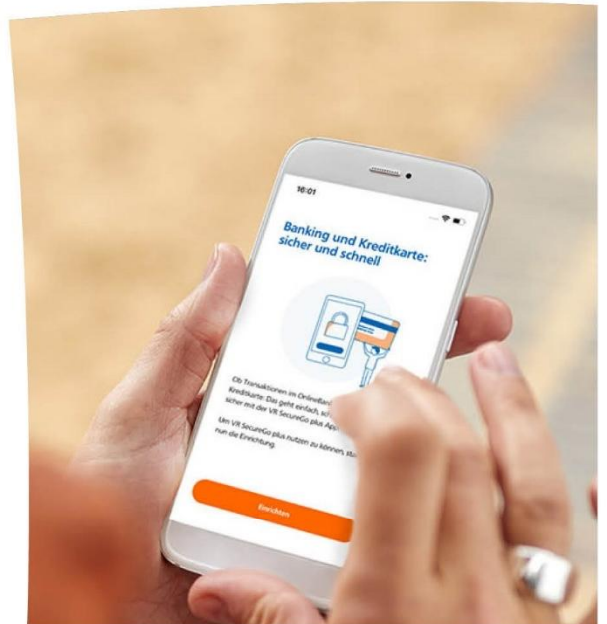 16:01
Banking und Kreditkarte:
sicher und schnell
Ob Transaktionen im
Kreditkarte: Das geht einfach,
sicher mit der VR SecureGo plus
Um VR SecureGo plus nutzen zu können,
nun die Einrichtung.
Einrichten